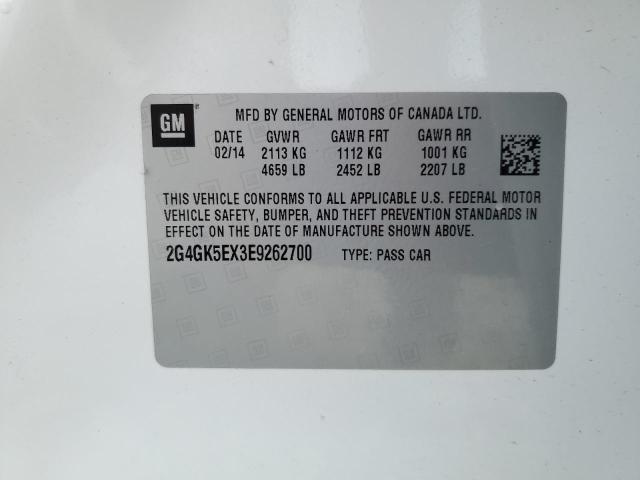 GM MFD BY GENERAL MOTORS OF CANADA LTD.
DATE GVWR GAWR FRT GAWR RR
02/14 2113 KG 1112 KG 1001 KG
4659 LB 2452 LB 2207 LB
THIS VEHICLE CONFORMS TO ALL APPLICABLE U.S. FEDERAL MOTOR
VEHICLE SAFETY, BUMPER, AND THEFT PREVENTION STANDARDS IN
EFFECT ON THE DATE OF MANUFACTURE SHOWN ABOVE.
2G4GK5EX3E9262700 TYPE: PASS CAR